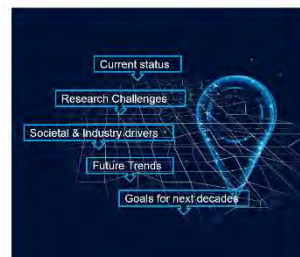 Current status
Research Challenges
Societal & Industry drivers
Future Trends
Goals for next decades